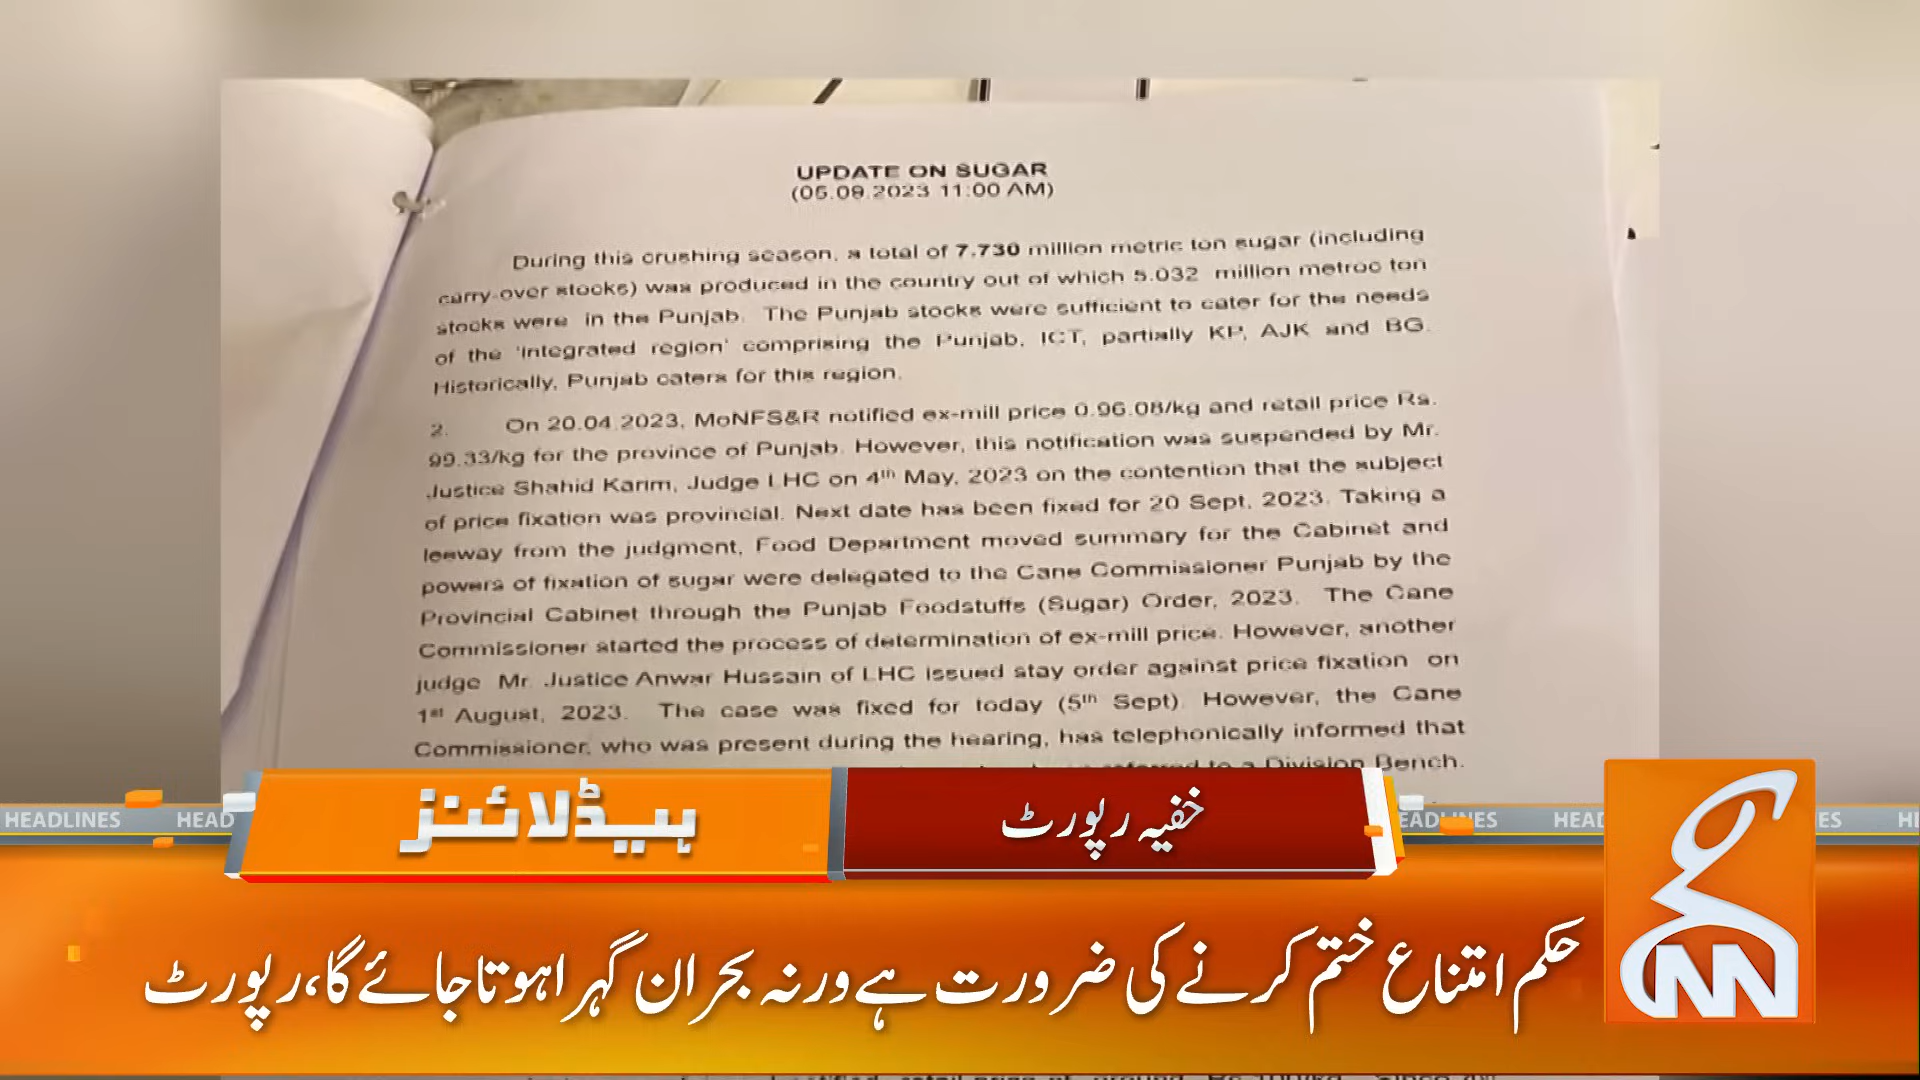 UPDATE ON SUGAR
(05.09.2023 11:00 AM)
During this crushing season, a total of 7.730 million metric ton sugar (including
carry-over stocks) was produced in the country out of which 5.032 million metroc ton
stocks were in the Punjab. The Punjab stocks were sufficient to cater for the needs
of the 'integrated region' comprising the Punjab, ICT, partially KP, AJK and BG.
Historically, Punjab caters for this region.
2. On 20.04.2023, MoNFS&R notified ex-mill price 0.96.08/kg and retail price Rs.
99.33/kg for the province of Punjab. However, this notification was suspended by Mr.
Justice Shahid Karim, Judge LHC on 4th May, 2023 on the contention that the subject
of price fixation was provincial. Next date has been fixed for 20 Sept, 2023. Taking a
leeway from the judgment, Food Department moved summary for the Cabinet and
powers of fixation of sugar were delegated to the Cane Commissioner Punjab by the
Provincial Cabinet through the Punjab Foodstuffs (Sugar) Order, 2023. The Cane
Commissioner started the process of determination of ex-mill price. However, another
judge Mr. Justice Anwar Hussain of LHC issued stay order against price fixation on
1st August, 2023. The case was fixed for today (5th Sept). However, the Cane
Commissioner, who was present during the hearing, has telephonically informed that
referred to a Division Bench.
HEADLINES HEAD
ہیڈلائنز
خفیہ رپورٹ
HEADLINES
حکم امتناع ختم کرنے کی ضرورت ہے ورنہ بحران گہرا ہوتا جائے گا، رپورٹ
GNN